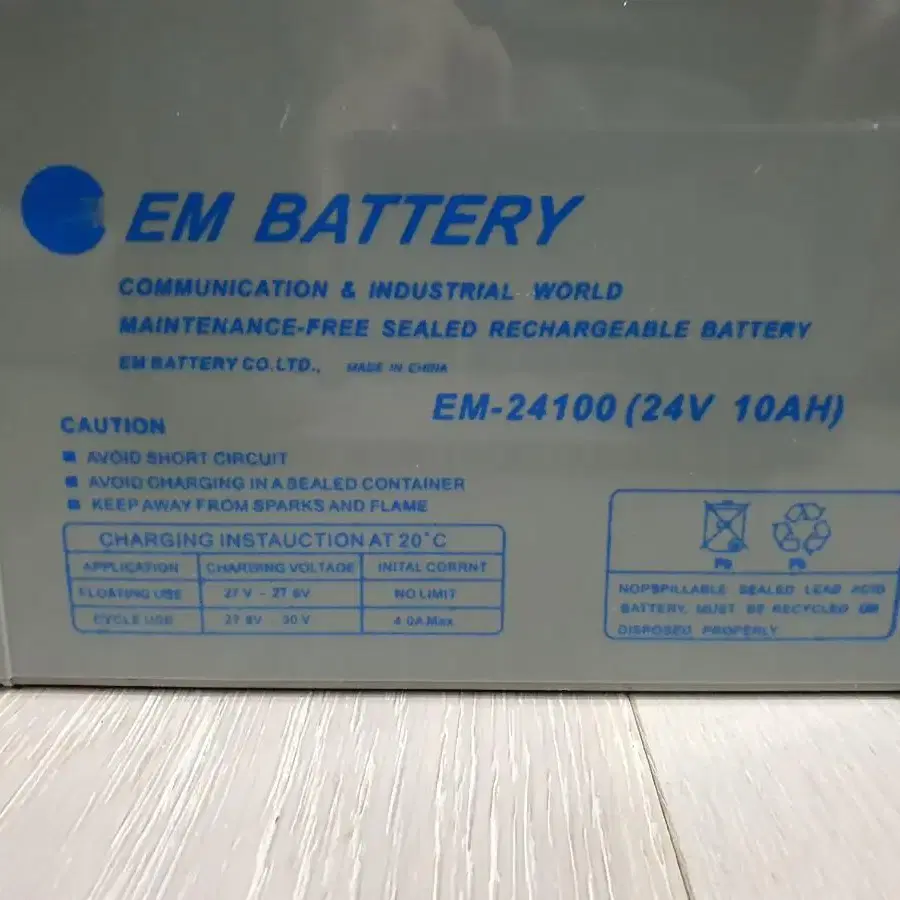 EM BATTERY
COMMUNICATION & INDUSTRIAL WORLD
MAINTENANCE-FREE SEALED RECHARGEABLE BATTERY
EM BATTERY CO.LTD., MADE IN CHINA
EM-24100 (24V 10AH)
CAUTION
AVOID SHORT CIRCUIT
AVOID CHARGING IN A SEALED CONTAINER
KEEP AWAY FROM SPARKS AND FLAME
CHARGING INSTAUCTION AT 20°C
APPLICATION CHARGING VOLTAGE INITAL CORRNT
FLOATING USE 27V - 27.6V NO LIMIT
CYCLE USE 27.8V - 30V 4.0A Max
Pb Pb
NOPSPILLABLE SEALED LEAD ACID
BATTERY, MUST BE RECYCLED OR
DISPOSED PROPERLY